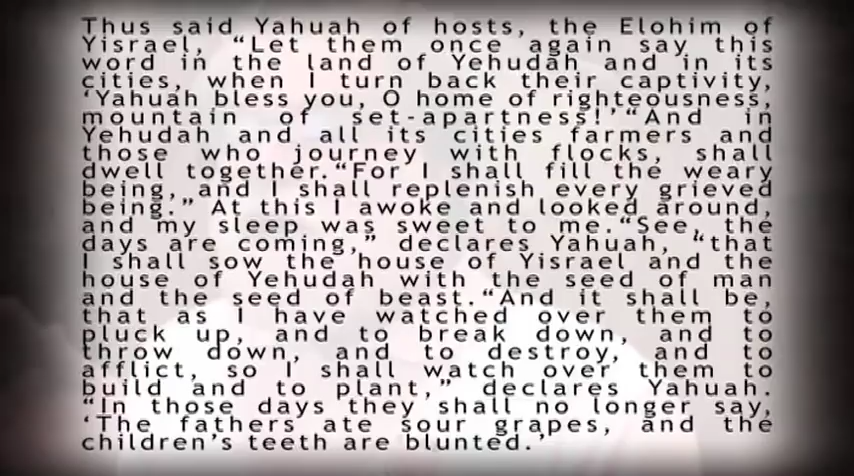 Thus said Yahuah of hosts, the Elohim of
Yisrael, “Let them once again say this
word in the land of Yehudah and in its
cities, when I turn back their captivity,
‘Yahuah bless you, O home of righteousness,
mountain of set-apartness!’“And in
Yehudah and all its cities farmers and
those who journey with flocks, shall
dwell together.“For I shall fill the weary
being, and I shall replenish every grieved
being.” At this I awoke and looked around,
and my sleep was sweet to me.“See, the
days are coming,” declares Yahuah, “that
I shall sow the house of Yisrael and the
house of Yehudah with the seed of man
and the seed of beast.“And it shall be,
that as I have watched over them to
pluck up, and to break down, and to
throw down, and to destroy, and to
afflict, so I shall watch over them to
build and to plant,” declares Yahuah.
“In those days they shall no longer say,
‘The fathers ate sour grapes, and the
children’s teeth are blunted.’